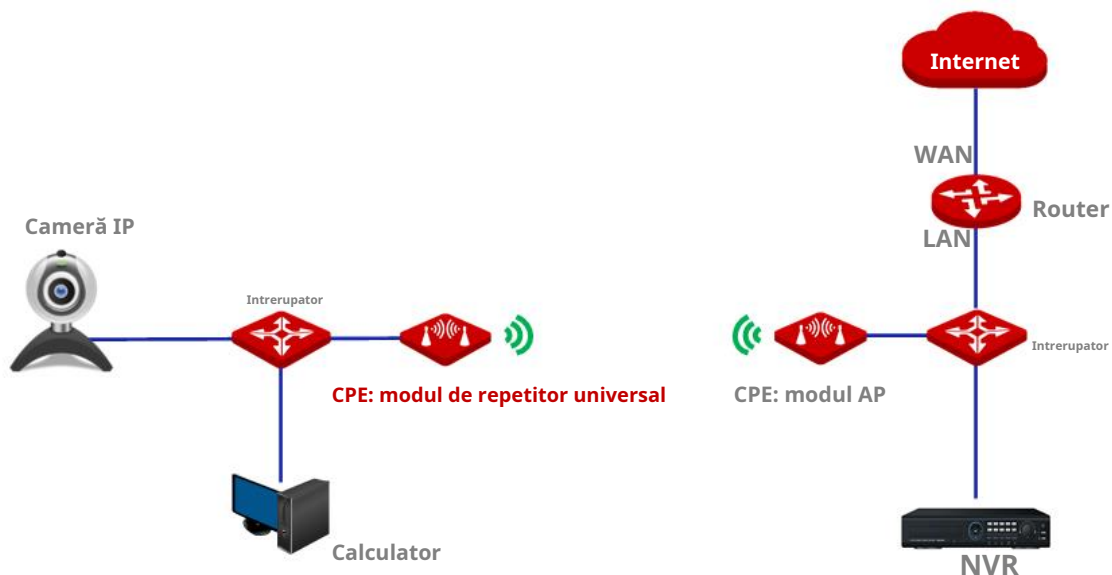 Internet
WAN
Router
LAN
Cameră IP
Intrerupator
Intrerupator
CPE: modul de repetitor universal
CPE: modul AP
Calculator
NVR